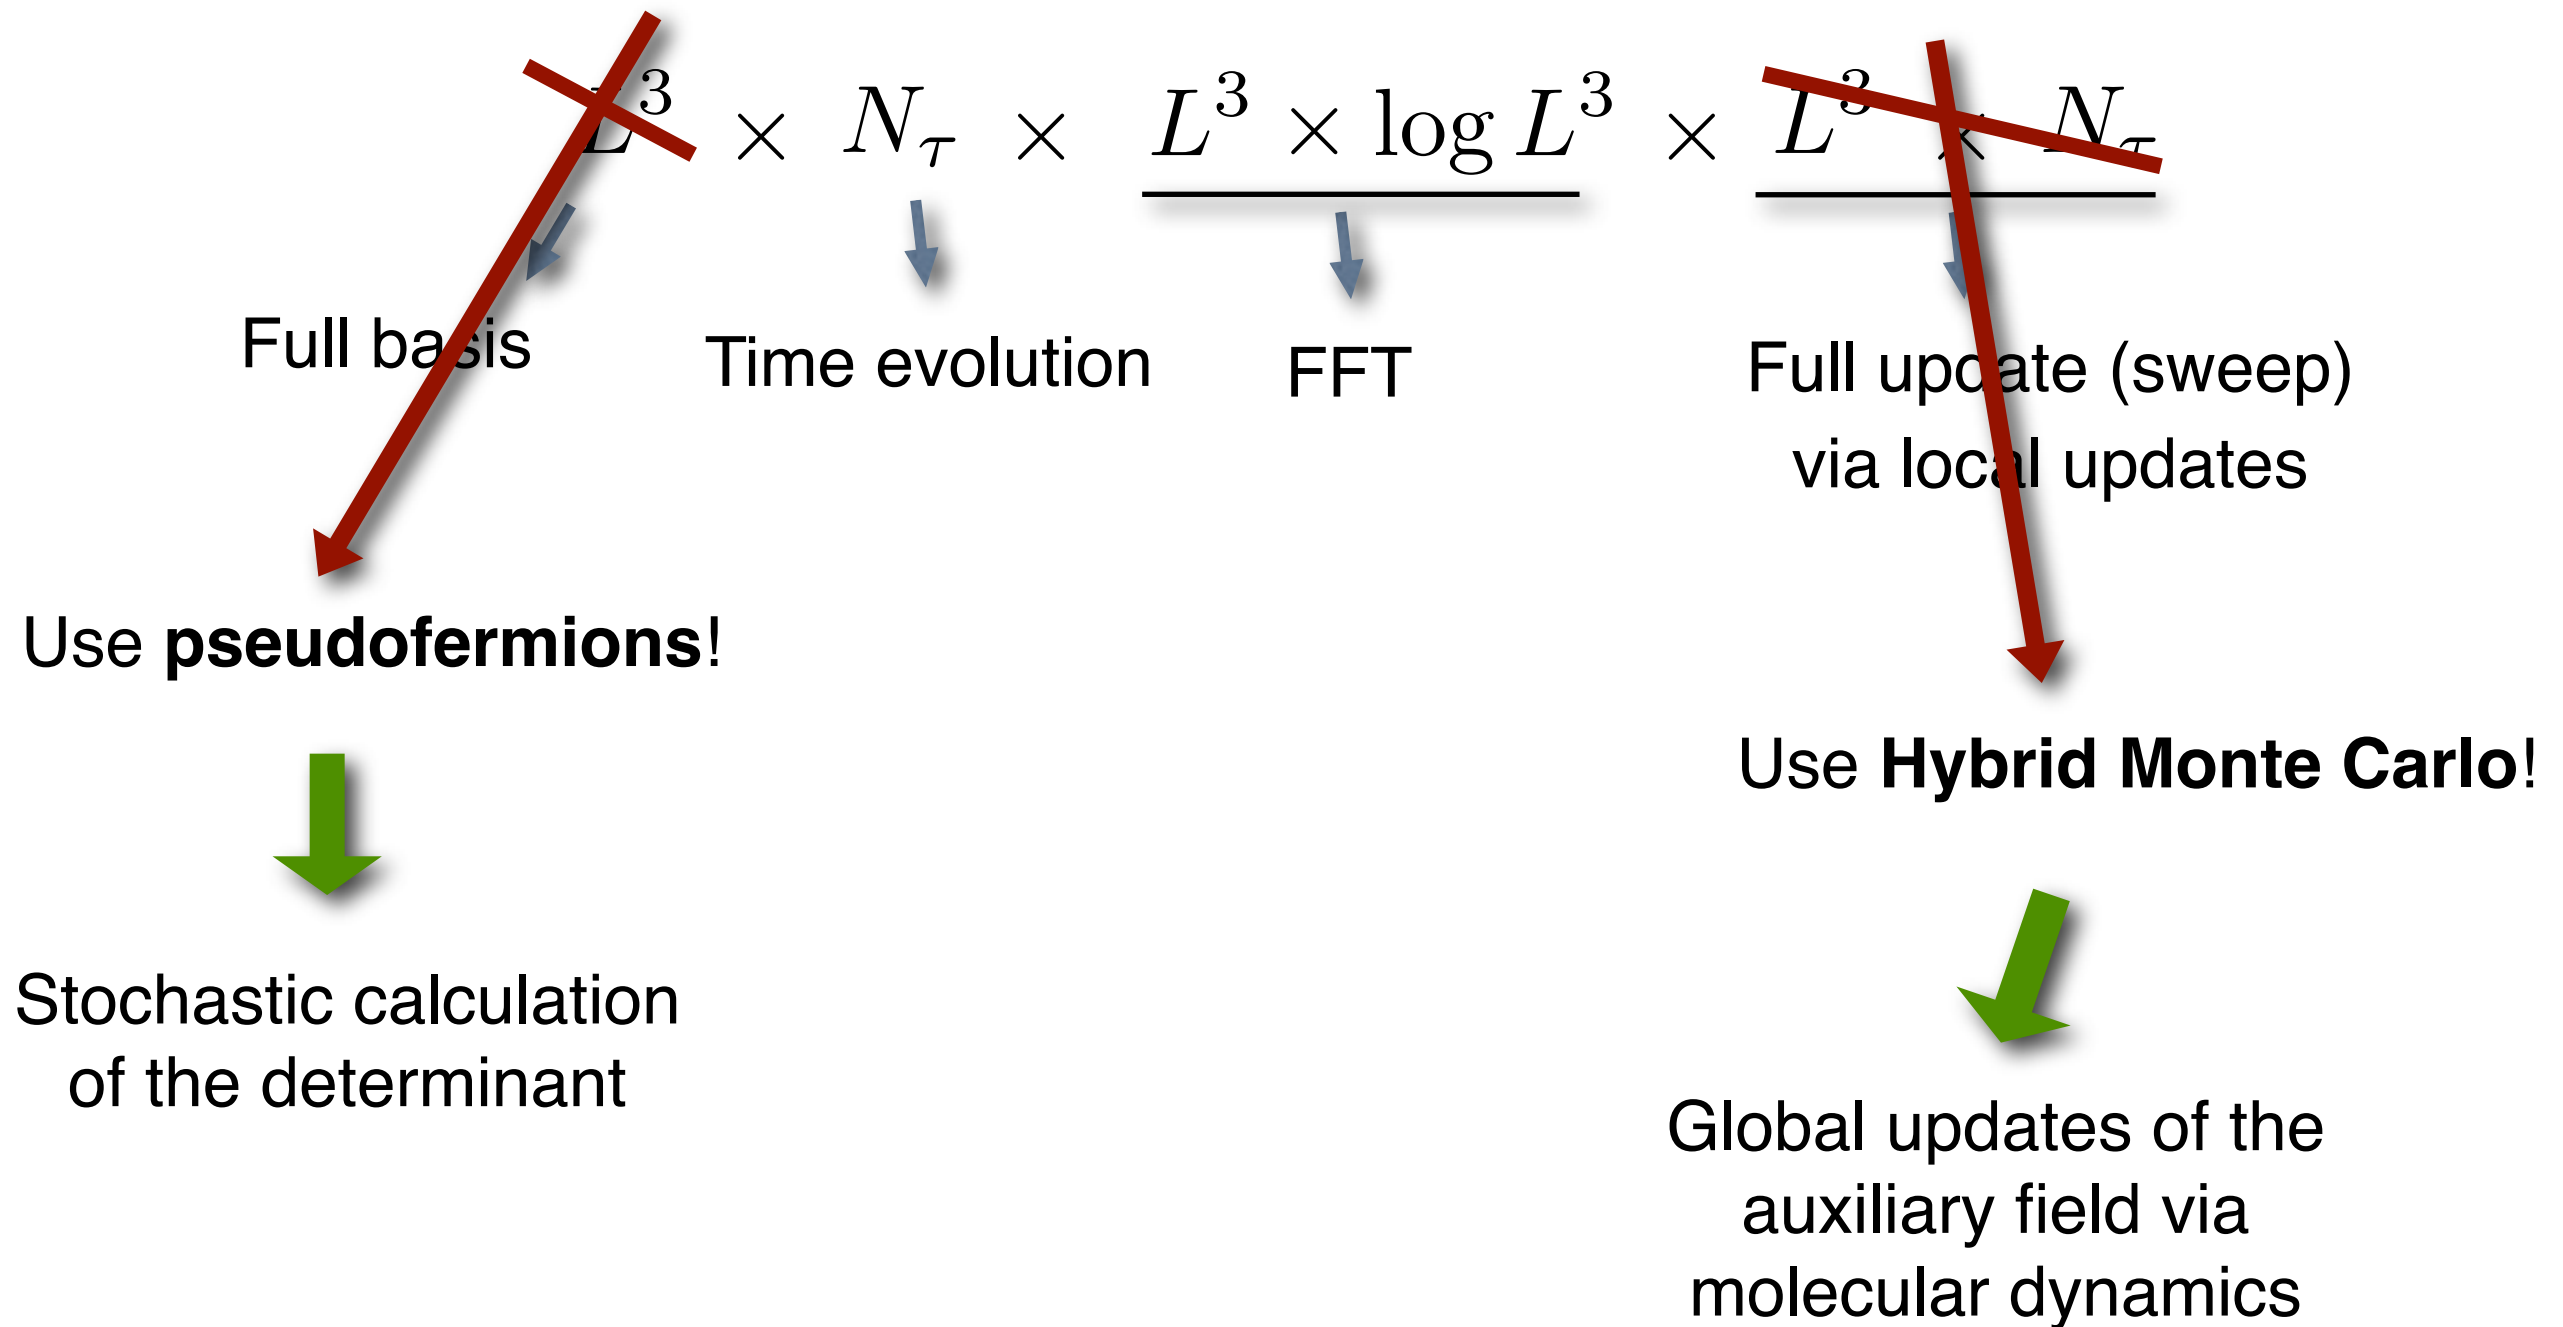 L³ × N_τ × L³ × log L³ × L³ × N_τ
Full basis
Time evolution
FFT
Full update (sweep)
via local updates
Use pseudofermions!
Use Hybrid Monte Carlo!
Stochastic calculation
of the determinant
Global updates of the
auxiliary field via
molecular dynamics